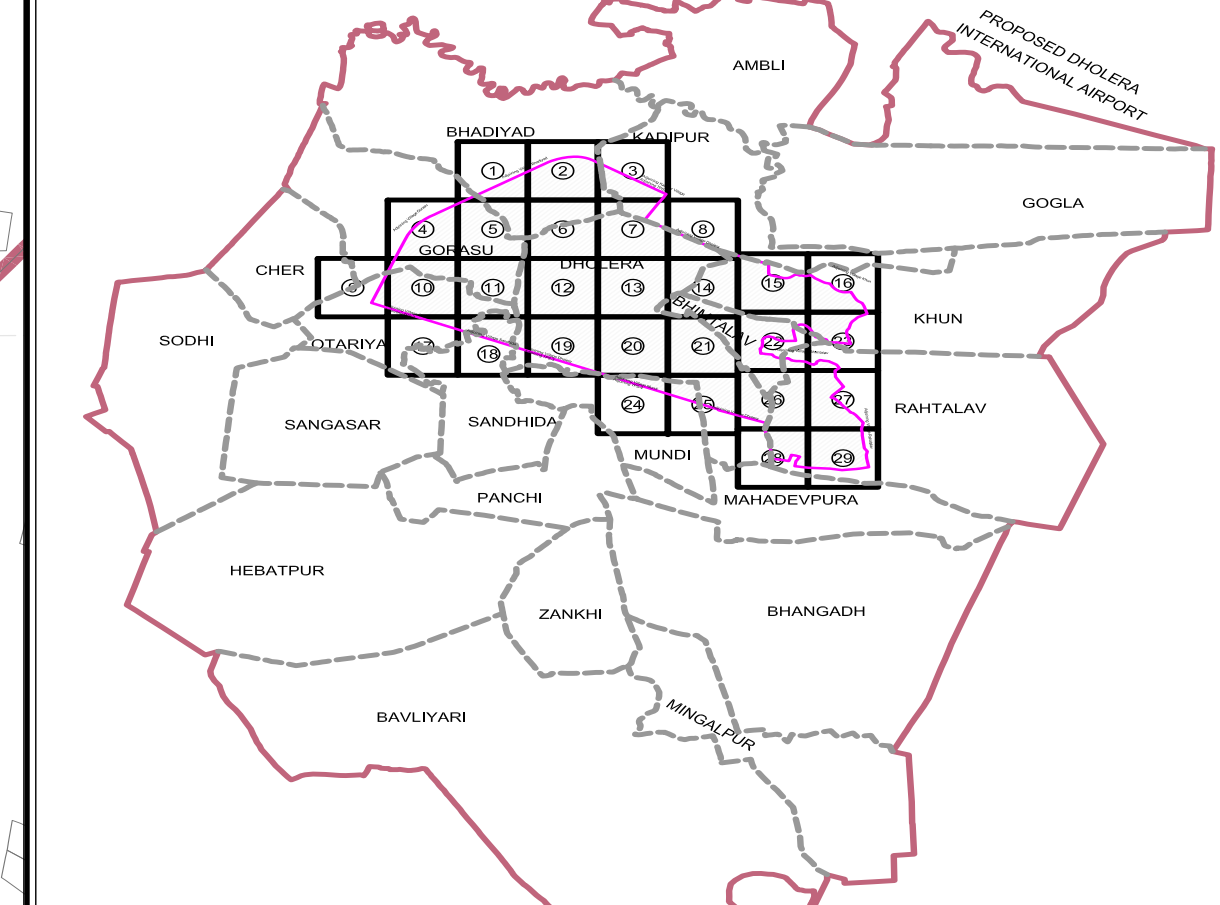 PROPOSED DHOLERA
INTERNATIONAL AIRPORT
AMBLI
BHADIYAD
KADIPUR
1
2
3
GOGLA
4
5
6
7
8
GORASU
DHOLERA
CHER
9
10
11
12
13
14
15
16
BHIMTALAV
KHUN
SODHI
OTARIYA
17
18
19
20
21
22
23
24
25
26
27
RAHTALAV
SANGASAR
SANDHIDA
MUNDI
28
29
PANCHI
MAHADEVPURA
HEBATPUR
ZANKHI
BHANGADH
BAVLIYARI
MINGALPUR